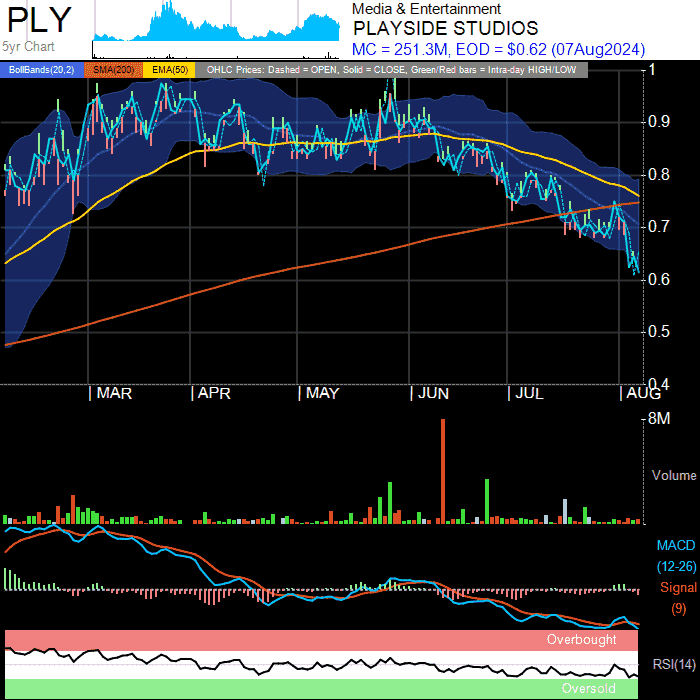 PLY
5yr Chart
Media & Entertainment
PLAYSIDE STUDIOS
MC = 251.3M, EOD = $0.62 (07Aug2024)
BollBands(20,2) SMA(200) EMA(50) OHLC Prices: Dashed = OPEN, Solid = CLOSE, Green/Red bars = Intra-day HIGH/LOW
1
0.9
0.8
0.7
0.6
0.5
0.4
MAR APR MAY JUN JUL AUG
8M
Volume
MACD
(12-26)
Signal
(9)
Overbought
RSI(14)
Oversold